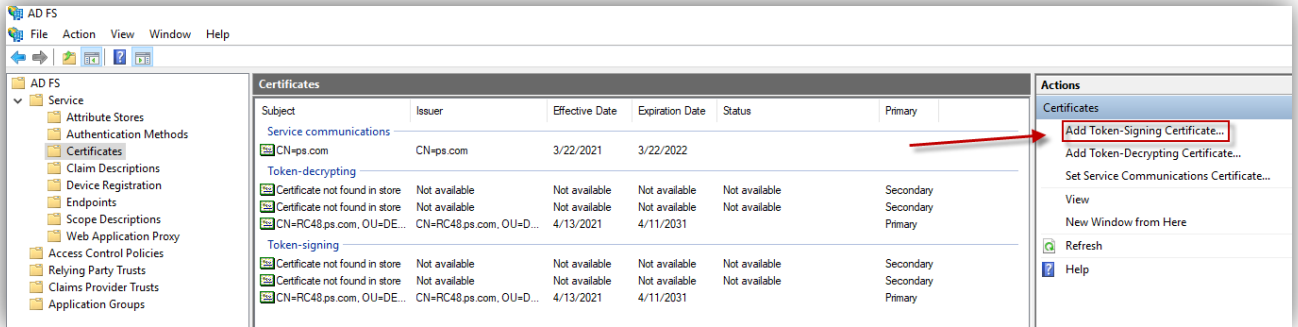 AD FS
File Action View Window Help
AD FS
Service
Attribute Stores
Authentication Methods
Certificates
Claim Descriptions
Device Registration
Endpoints
Scope Descriptions
Web Application Proxy
Access Control Policies
Relying Party Trusts
Claims Provider Trusts
Application Groups
Certificates
Subject Issuer Effective Date Expiration Date Status Primary
Service communications
CN=ps.com CN=ps.com 3/22/2021 3/22/2022
Token-decrypting
Certificate not found in store Not available Not available Not available Not available Secondary
Certificate not found in store Not available Not available Not available Not available Secondary
CN=RC48.ps.com, OU=DE... CN=RC48.ps.com, OU=D... 4/13/2021 4/11/2031 Primary
Token-signing
Certificate not found in store Not available Not available Not available Not available Secondary
Certificate not found in store Not available Not available Not available Not available Secondary
CN=RC48.ps.com, OU=DE... CN=RC48.ps.com, OU=D... 4/13/2021 4/11/2031 Primary
Actions
Certificates
Add Token-Signing Certificate...
Add Token-Decrypting Certificate...
Set Service Communications Certificate...
View
New Window from Here
Refresh
Help